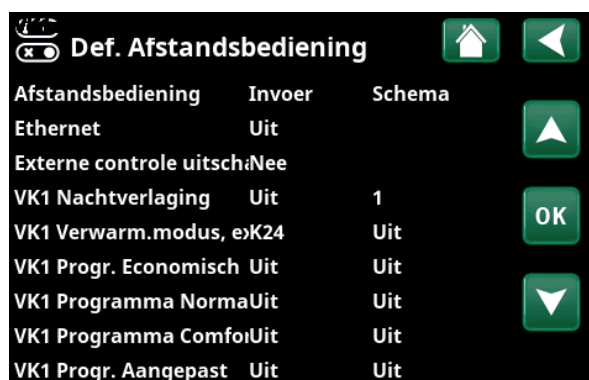 Def. Afstandsbediening
Afstandsbediening Invoer Schema
Ethernet Uit
Externe controle uitscha Nee
VK1 Nachtverlaging Uit 1
VK1 Verwarm.modus, ex K24 Uit
VK1 Progr. Economisch Uit Uit
VK1 Programma Norma Uit Uit
VK1 Programma Comfor Uit Uit
VK1 Progr. Aangepast Uit Uit
OK